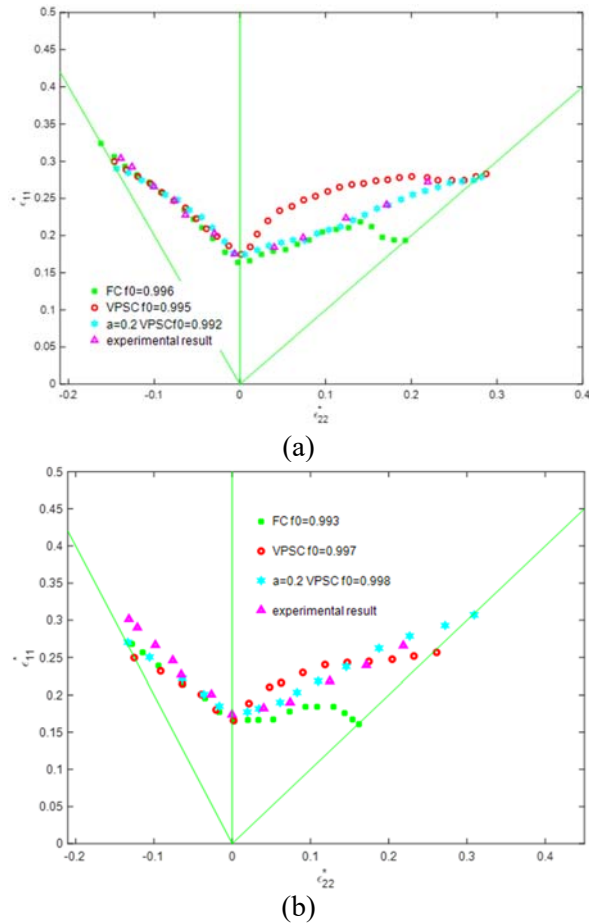 0.5
0.45
0.4
0.35
0.3
0.25
0.2
0.15
0.1
0.05
0
ϵ*11
FC f0=0.996
VPSC f0=0.995
a=0.2 VPSCf0=0.992
experimental result
-0.2 -0.1 0 0.1 0.2 0.3 0.4
ϵ*22
(a)
0.5
0.45
0.4
0.35
0.3
0.25
0.2
0.15
0.1
0.05
0
ϵ*11
FC f0=0.993
VPSC f0=0.997
a=0.2 VPSC f0=0.998
experimental result
-0.2 -0.1 0 0.1 0.2 0.3 0.4
ϵ*22
(b)